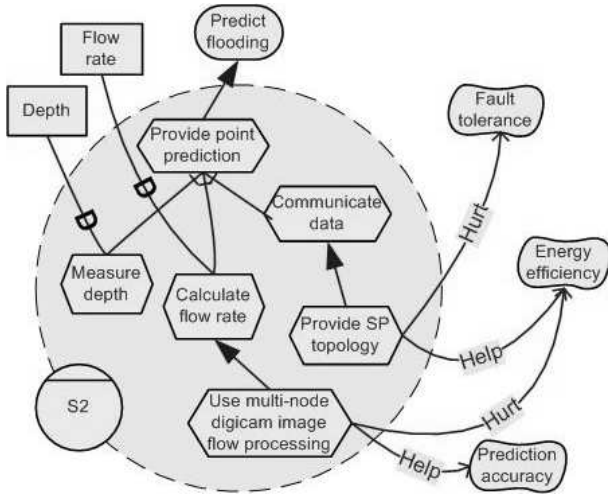 Predict
flooding
Flow
rate
Depth
Provide point
prediction
Fault
tolerance
D
D
Communicate
data
Hurt
Energy
efficiency
Measure
depth
Calculate
flow rate
Provide SP
topology
Help
S2
Use multi-node
digicam image
flow processing
Hurt
Help
Prediction
accuracy